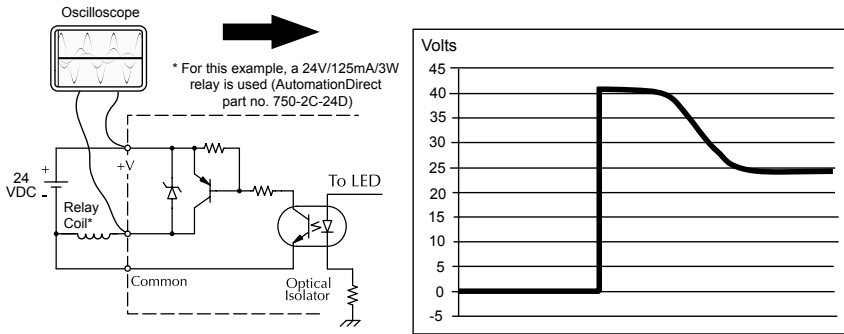 Oscilloscope
* For this example, a 24V/125mA/3W
relay is used (AutomationDirect
part no. 750-2C-24D)
+
24
VDC
-
+V
Relay
Coil*
Common
To LED
Optical
Isolator
Volts
45
40
35
30
25
20
15
10
5
0
-5